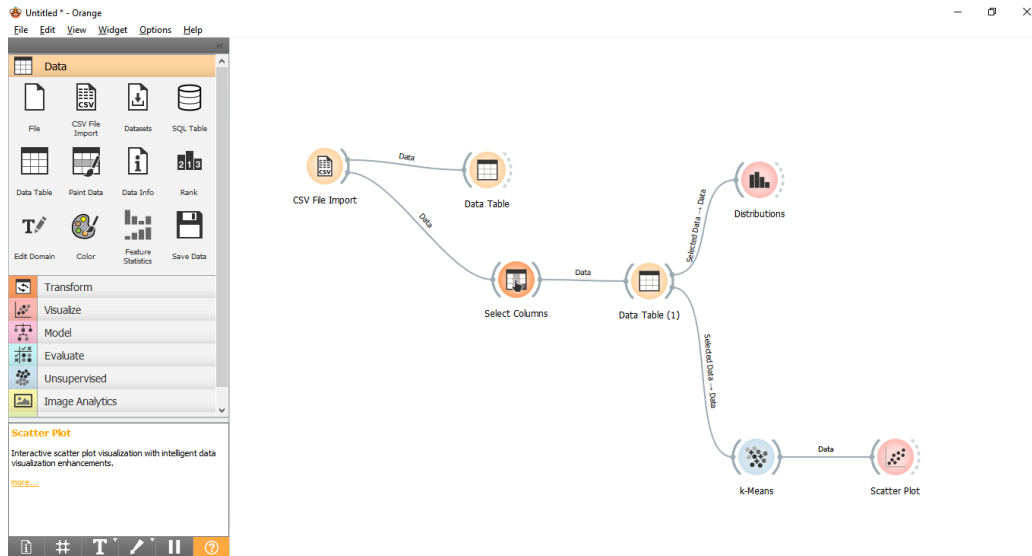 Untitled * - Orange
File Edit View Widget Options Help
Data
File
CSV File
Import
Datasets
SQL Table
Data Table
Paint Data
Data Info
Rank
Edit Domain
Color
Feature
Statistics
Save Data
Transform
Visualize
Model
Evaluate
Unsupervised
Image Analytics
Scatter Plot
Interactive scatter plot visualization with intelligent data
visualization enhancements.
more...
CSV File Import
Data
Data Table
Data
Select Columns
Data
Data Table (1)
Selected Data → Data
Distributions
Selected Data → Data
k-Means
Data
Scatter Plot